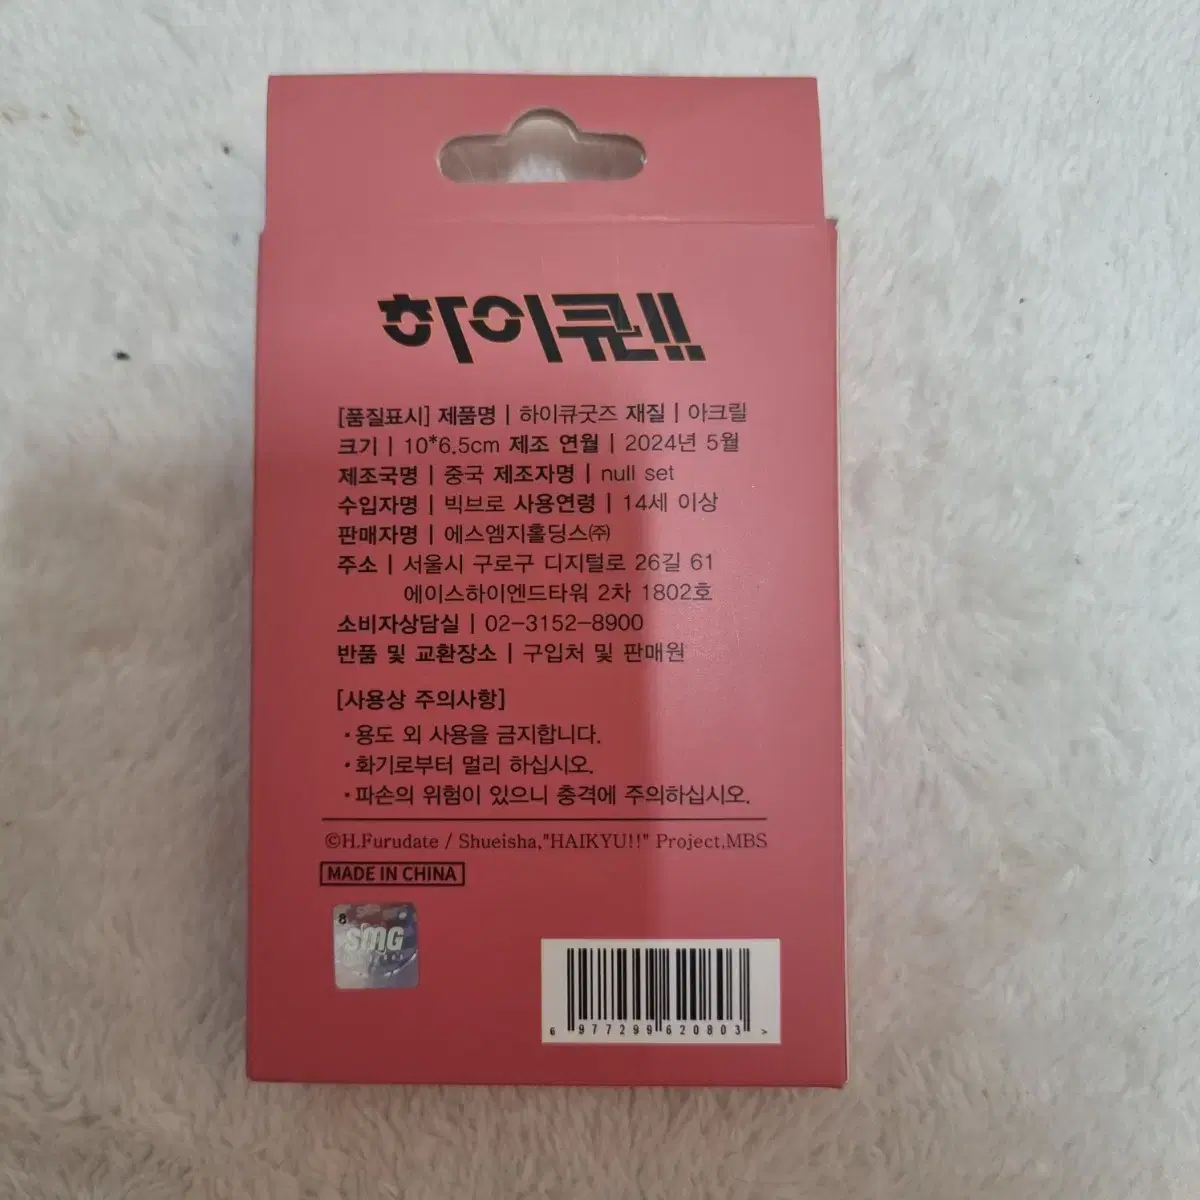 하이큐!!
[품질표시] 제품명 | 하이큐굿즈 재질 | 아크릴
크기 | 10*6.5cm 제조 연월 | 2024년 5월
제조국명 | 중국 제조자명 | null set
수입자명 | 빅브로 사용연령 | 14세 이상
판매자명 | 에스엠지홀딩스㈜
주소 | 서울시 구로구 디지털로 26길 61
에이스하이엔드타워 2차 1802호
소비자상담실 | 02-3152-8900
반품 및 교환장소 | 구입처 및 판매원
[사용상 주의사항]
·용도 외 사용을 금지합니다.
·화기로부터 멀리 하십시오.
·파손의 위험이 있으니 충격에 주의하십시오.
©H.Furudate / Shueisha,"HAIKYU!!" Project,MBS
MADE IN CHINA
8
SMG
6 977299 620803 >